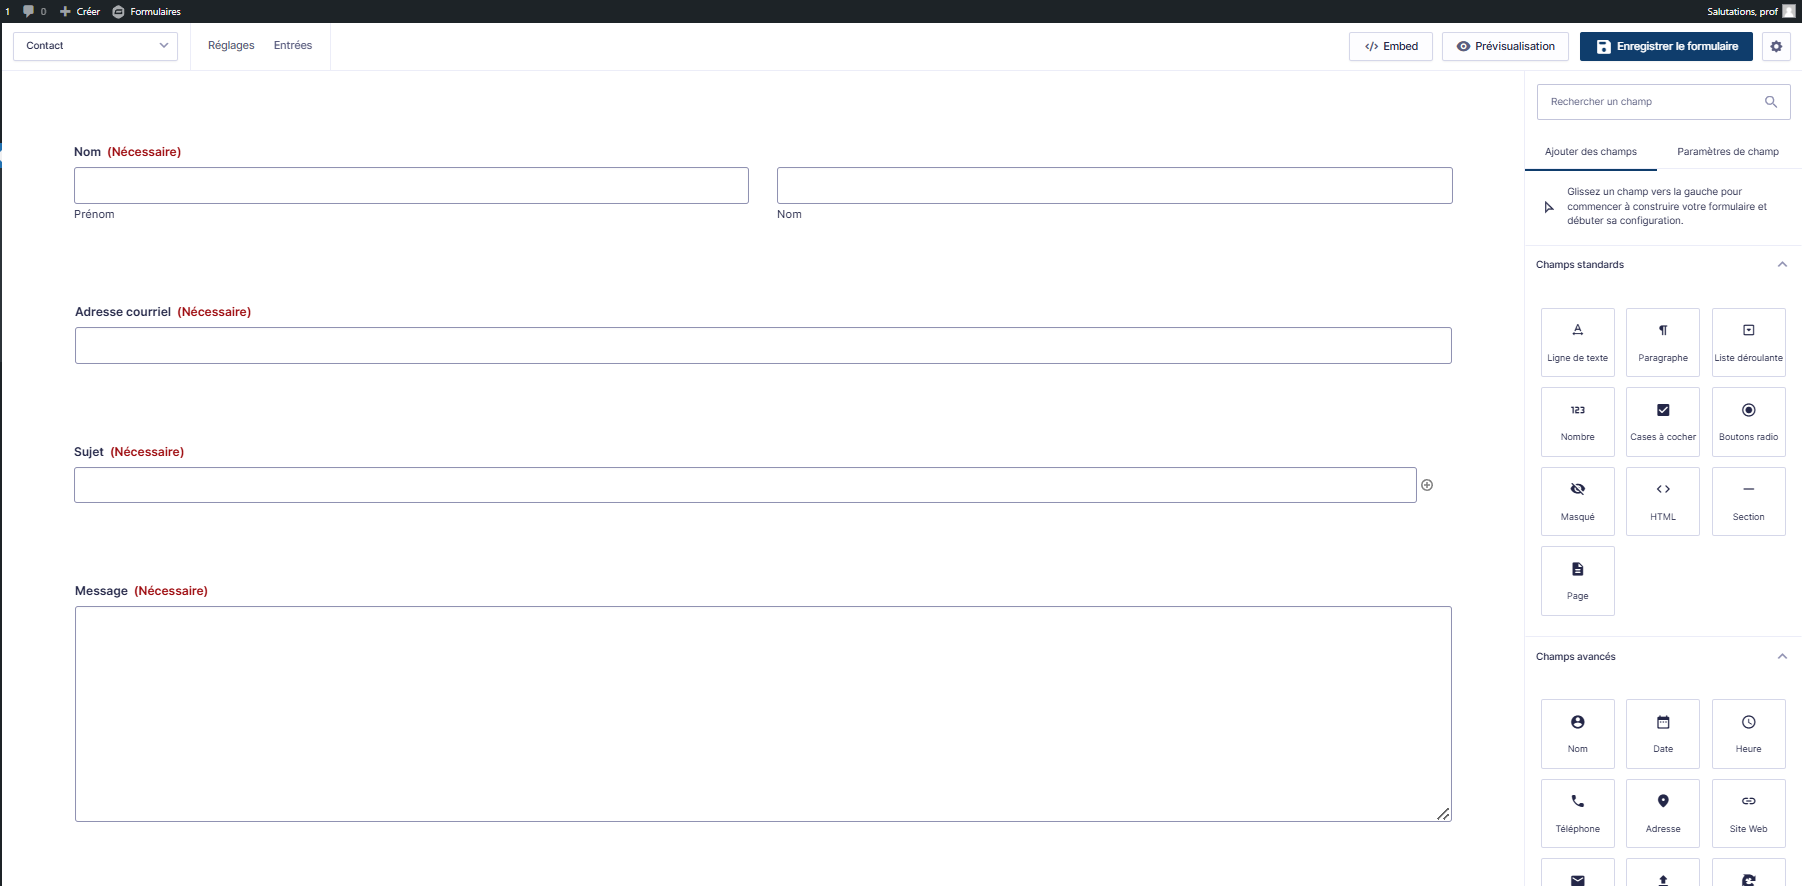 1 0 Créer Formulaires Salutations, prof
Contact Réglages Entrées </> Embed Prévisualisation Enregistrer le formulaire
Rechercher un champ
Ajouter des champs Paramètres de champ
Glissez un champ vers la gauche pour
commencer à construire votre formulaire et
débuter sa configuration.
Nom (Nécessaire)
Prénom Nom
Adresse courriel (Nécessaire)
Sujet (Nécessaire)
Message (Nécessaire)
Champs standards
Ligne de texte Paragraphe Liste déroulante
123
Nombre Cases à cocher Boutons radio
Masqué HTML Section
Page
Champs avancés
Nom Date Heure
Téléphone Adresse Site Web